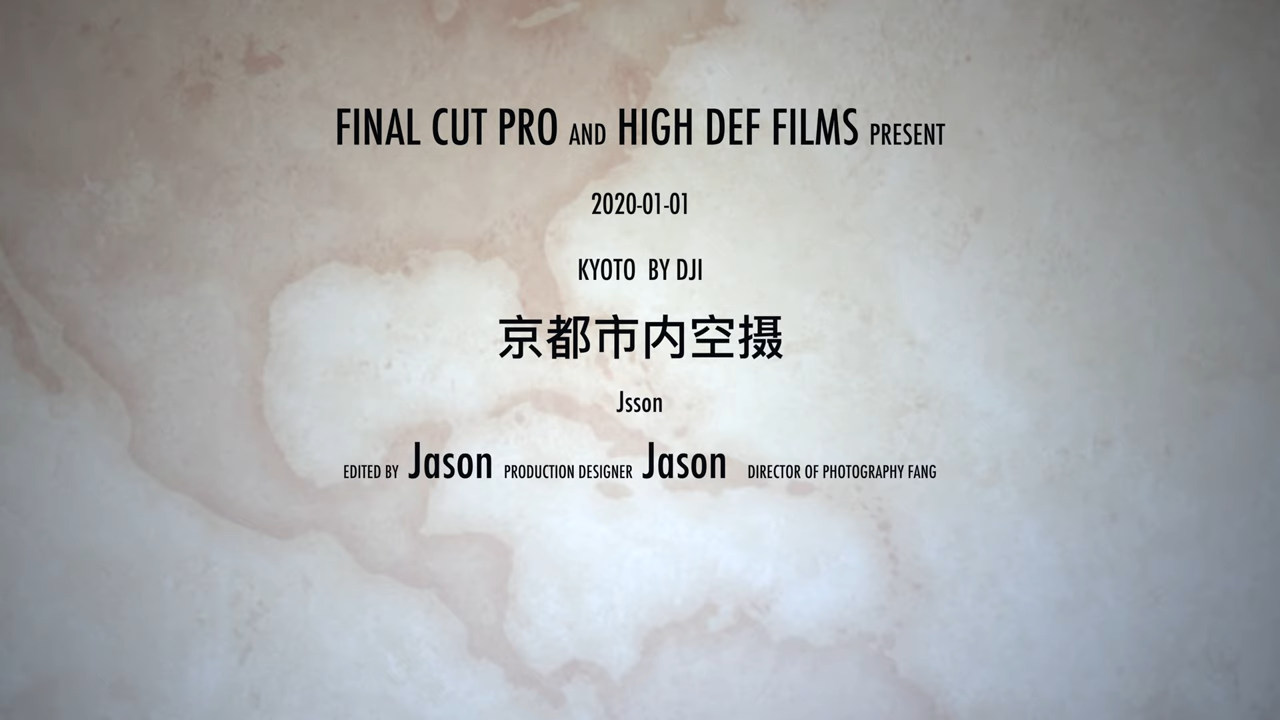 FINAL CUT PRO AND HIGH DEF FILMS PRESENT
2020-01-01
KYOTO  BY DJI
京都市内空摄
Jsson
EDITED BY Jason PRODUCTION DESIGNER Jason DIRECTOR OF PHOTOGRAPHY FANG